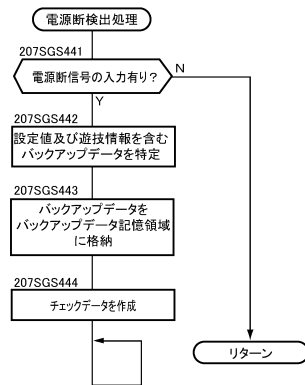 電源断検出処理
207SGS441
電源断信号の入力有り？
N
Y
207SGS442
設定値及び遊技情報を含む
バックアップデータを特定
207SGS443
バックアップデータを
バックアップデータ記憶領域
に格納
207SGS444
チェックデータを作成
リターン